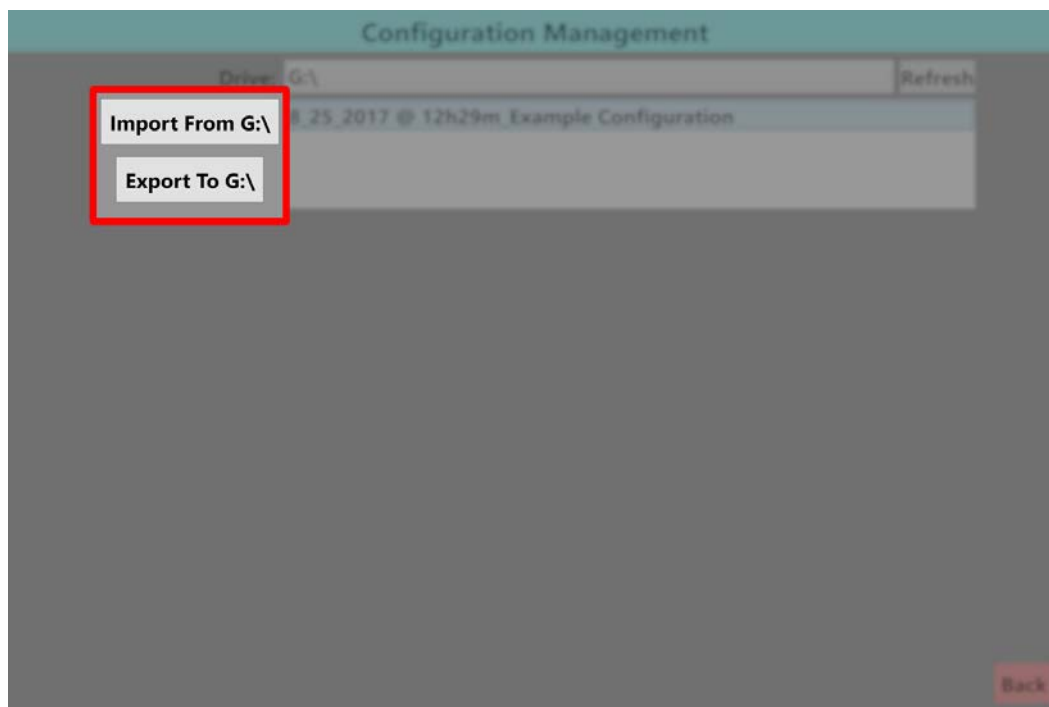 Configuration Management
Drive: G:\ Refresh
Import From G:\ 8_25_2017 @ 12h29m_Example Configuration
Export To G:\
Back